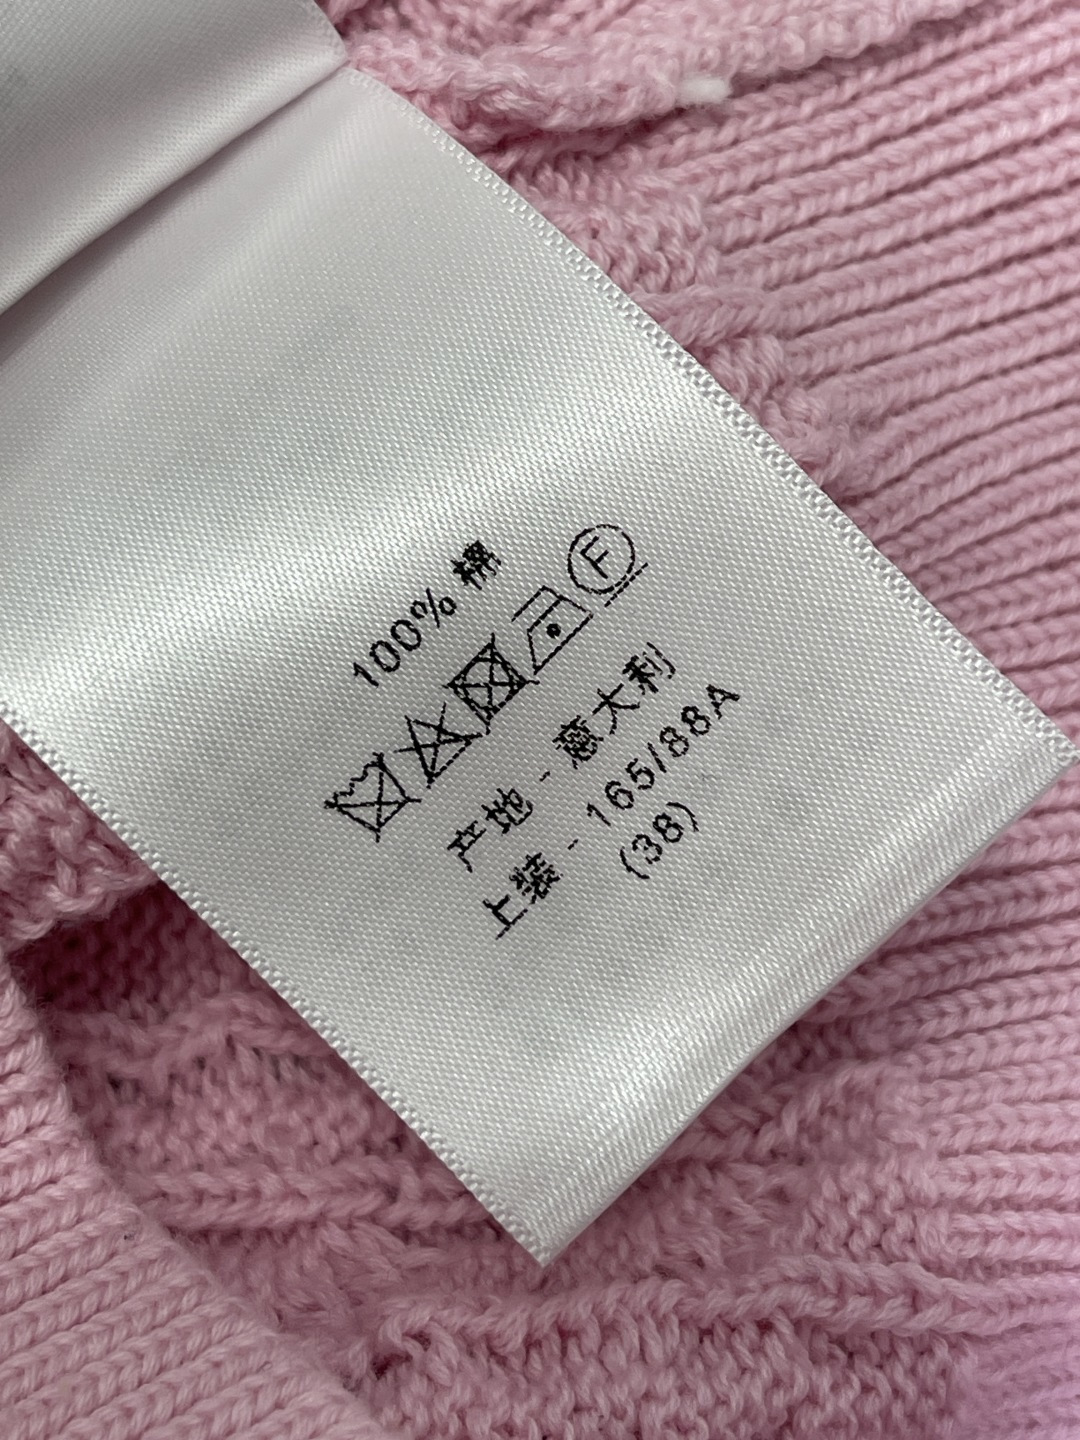 100% 棉
F
产地 - 意大利
上装 - 165/88A
(38)